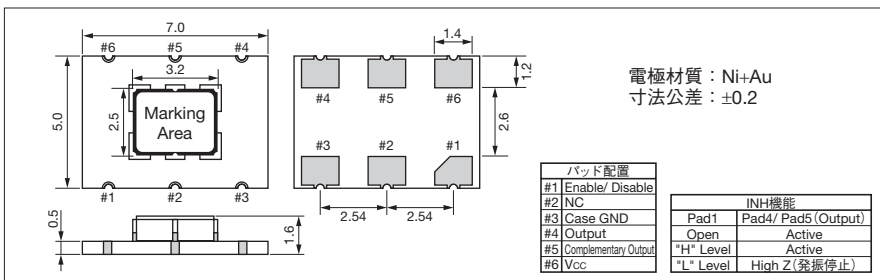 7.0
#6 #5 #4
3.2
5.0
2.5
Marking
Area
#1 #2 #3
0.5
1.6
1.4
1.2
#4 #5 #6
2.6
#3 #2 #1
2.54 2.54
電極材質：Ni+Au
寸法公差：±0.2
パッド配置
#1 Enable/ Disable
#2 NC
#3 Case GND
#4 Output
#5 Complementary Output
#6 Vcc
INH機能
Pad1 Pad4/ Pad5（Output）
Open Active
"H" Level Active
"L" Level High Z（発振停止）